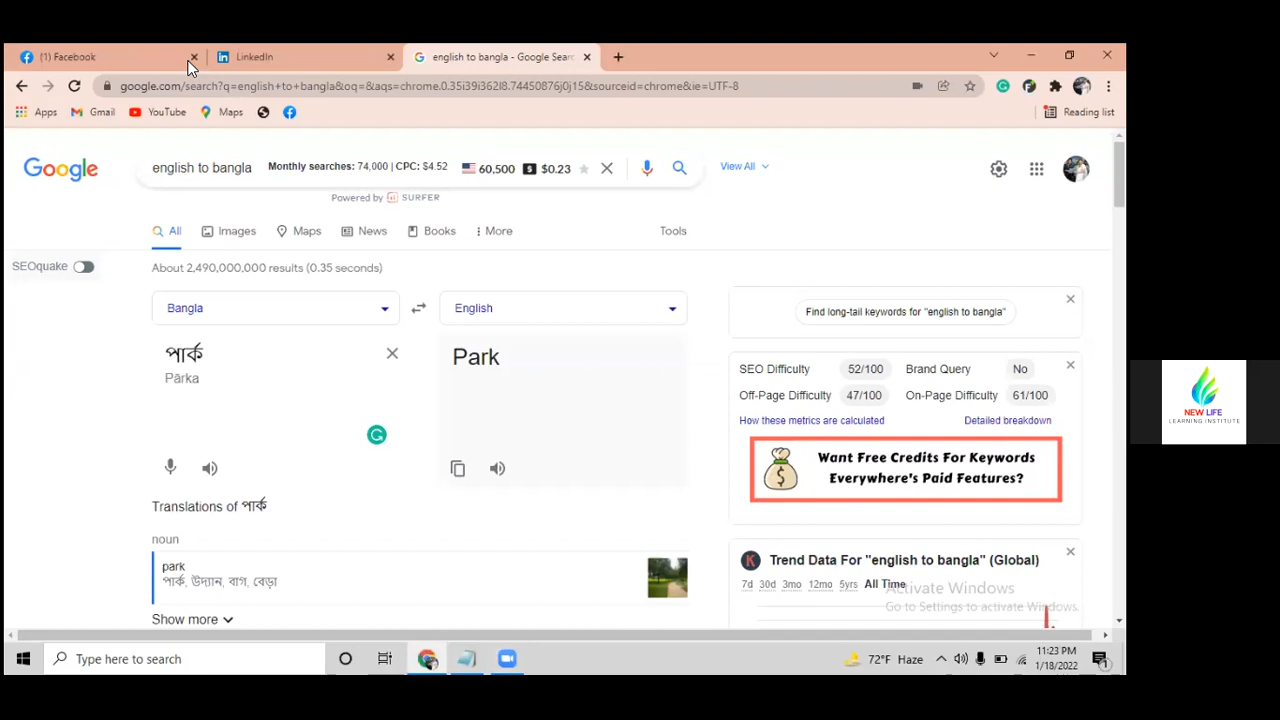 (1) Facebook
LinkedIn
english to bangla - Google Sear
google.com/search?q=english+to+bangla&oq=&aqs=chrome.0.35i39i362l8.74450876j0j15&sourceid=chrome&ie=UTF-8
Apps Gmail YouTube Maps Reading list
Google english to bangla Monthly searches: 74,000 | CPC: $4.52 60,500 $ $0.23 View All
Powered by SURFER
All Images Maps News Books More Tools
SEOquake About 2,490,000,000 results (0.35 seconds)
Bangla English
Find long-tail keywords for "english to bangla"
পার্ক Park
Pārka
SEO Difficulty 52/100 Brand Query No
Off-Page Difficulty 47/100 On-Page Difficulty 61/100
How these metrics are calculated Detailed breakdown
Want Free Credits For Keywords
Everywhere's Paid Features?
Translations of পার্ক
noun
park
পার্ক, উদ্যান, বাগ, বেড়া
Show more
K Trend Data For "english to bangla" (Global)
7d 30d 3mo 12mo 5yrs All Time
Activate Windows
Go to Settings to activate Windows.
NEW LIFE
LEARNING INSTITUTE
Type here to search
72°F Haze
11:23 PM
1/18/2022
1